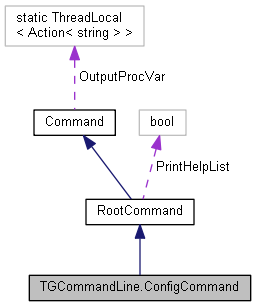 static ThreadLocal
< Action< string > >
OutputProcVar
Command
bool
PrintHelpList
RootCommand
TGCommandLine.ConfigCommand